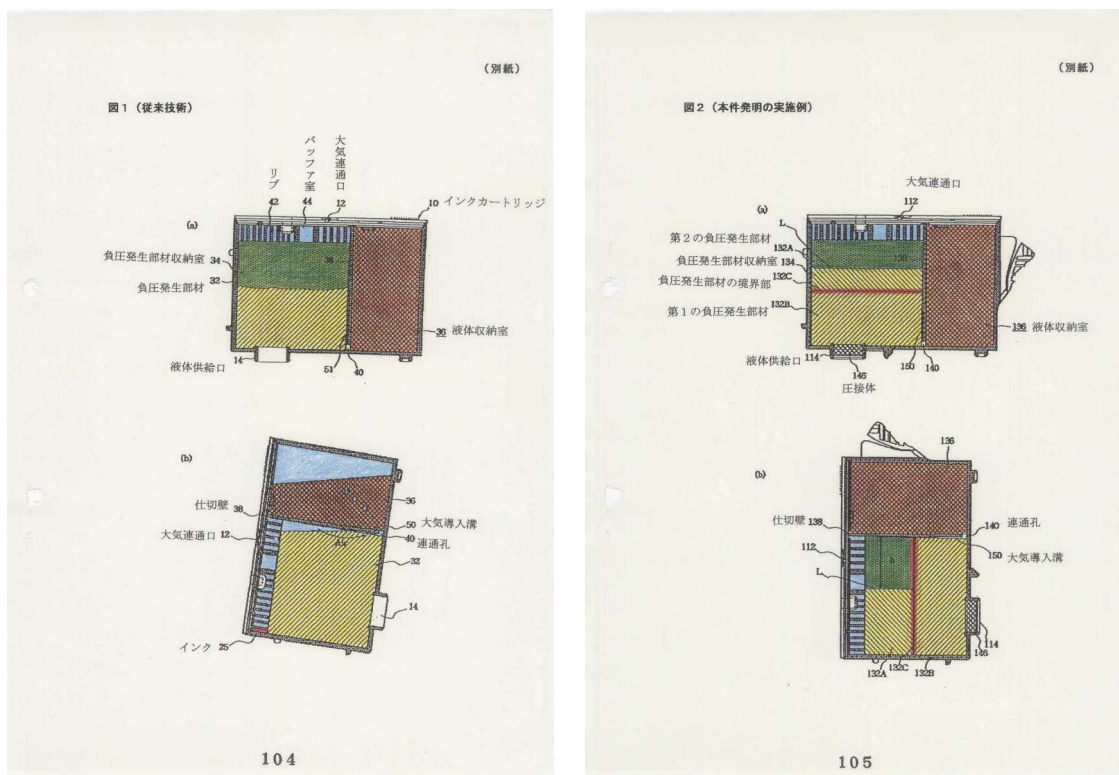 (別紙)
図1(従来技術)
リブ
バッファ室
大気連通口
42
44
12
10 インクカートリッジ
(a)
38
負圧発生部材収納室 34
32
負圧発生部材
36 液体収納室
14
液体供給口
51
40
(b)
36
仕切壁
38
50 大気導入溝
大気連通口
12
40
連通孔
32
14
インク 25
104
(別紙)
図2(本件発明の実施例)
大気連通口
112
(a)
L
第2の負圧発生部材
132A
138
負圧発生部材収納室 134
132C
負圧発生部材の境界部
132B
第1の負圧発生部材
136 液体収納室
液体供給口
114
146
圧接体
150
140
136
(b)
仕切壁
138
140 連通孔
150
大気導入溝
112
L
114
146
132A
132C
132B
105